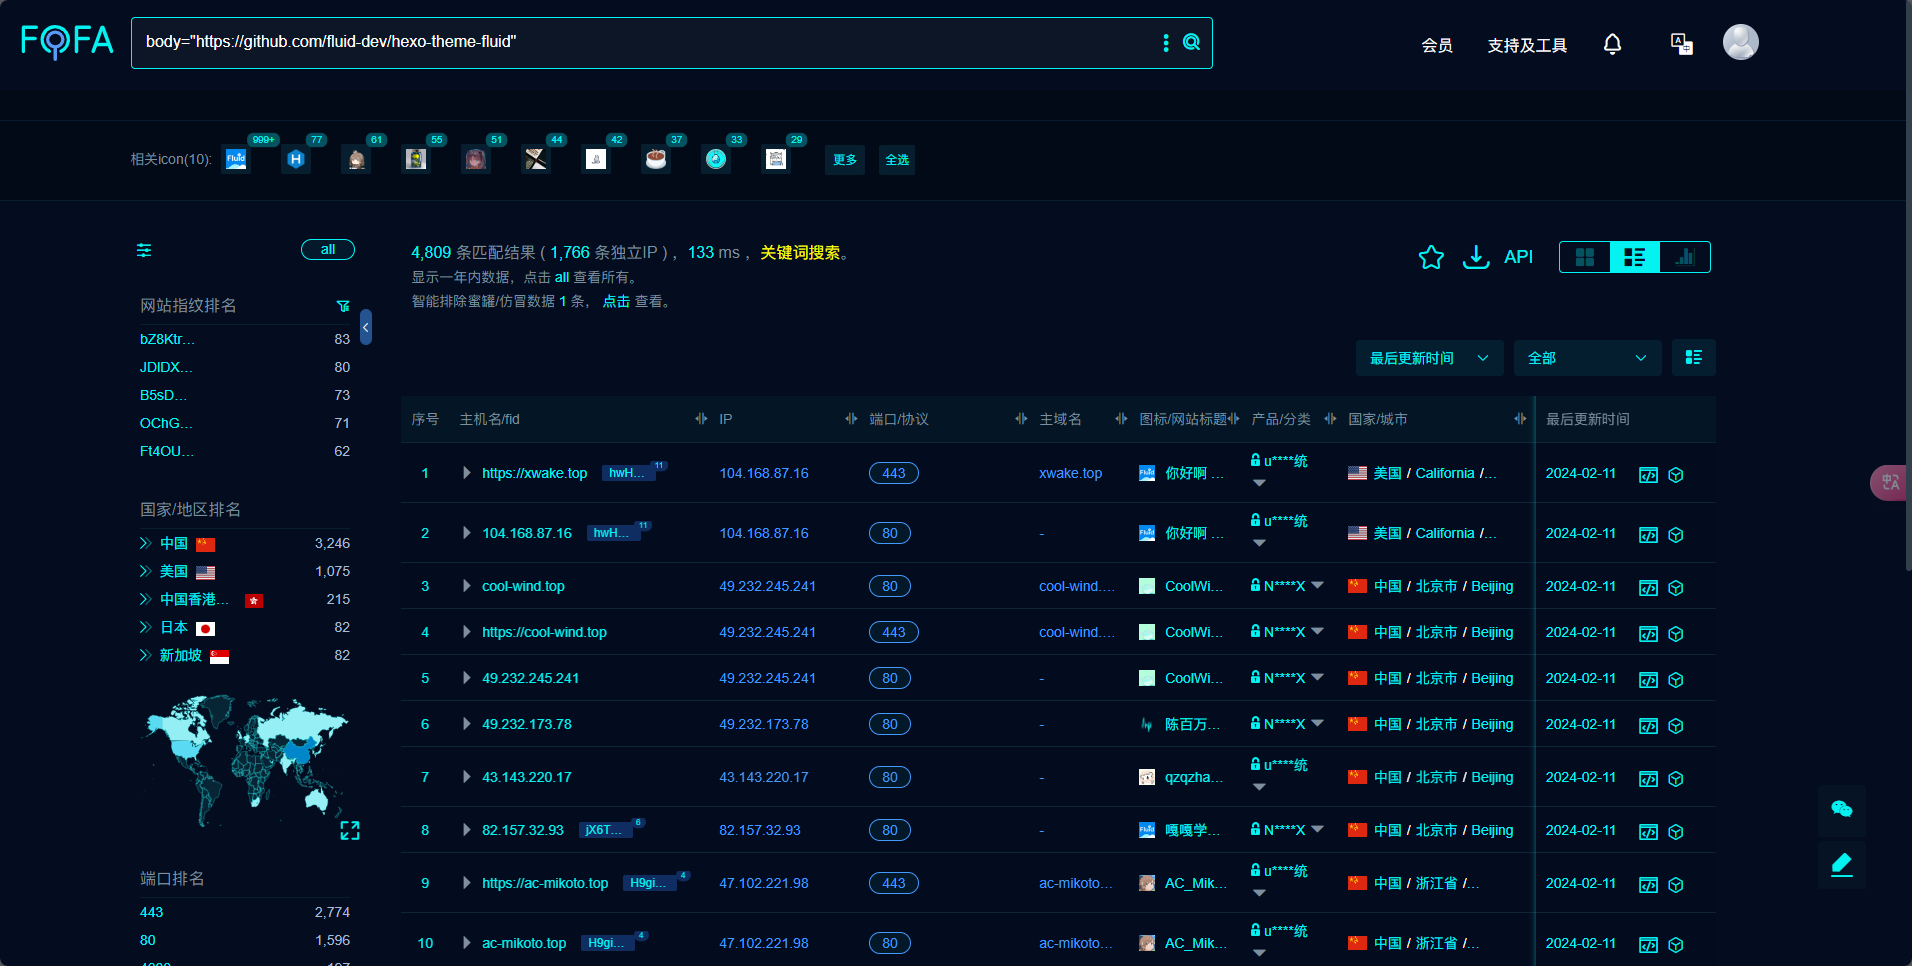 FOFA
body="https://github.com/fluid-dev/hexo-theme-fluid"
会员
支持及工具
相关icon(10):
999+
77
61
55
51
44
42
37
33
29
Fluid
H
更多
全选
all
网站指纹排名
bZ8Ktr... 83
JDIDX... 80
B5sD... 73
OChG... 71
Ft4OU... 62
国家/地区排名
中国 3,246
美国 1,075
中国香港... 215
日本 82
新加坡 82
端口排名
443 2,774
80 1,596
4,809 条匹配结果 ( 1,766 条独立IP ) ，133 ms ，关键词搜索。
显示一年内数据，点击 all 查看所有。
智能排除蜜罐/仿冒数据 1 条， 点击 查看。
API
最后更新时间
全部
序号 主机名/fid IP 端口/协议 主域名 图标/网站标题 产品/分类 国家/城市 最后更新时间
1 https://xwake.top hwH... 11 104.168.87.16 443 xwake.top Fluid 你好啊 ... u****统 美国 / California /... 2024-02-11
2 104.168.87.16 hwH... 11 104.168.87.16 80 - Fluid 你好啊 ... u****统 美国 / California /... 2024-02-11
3 cool-wind.top 49.232.245.241 80 cool-wind.... CoolWi... N****X 中国 / 北京市 / Beijing 2024-02-11
4 https://cool-wind.top 49.232.245.241 443 cool-wind.... CoolWi... N****X 中国 / 北京市 / Beijing 2024-02-11
5 49.232.245.241 49.232.245.241 80 - CoolWi... N****X 中国 / 北京市 / Beijing 2024-02-11
6 49.232.173.78 49.232.173.78 80 - 陈百万... N****X 中国 / 北京市 / Beijing 2024-02-11
7 43.143.220.17 43.143.220.17 80 - qzqzha... u****统 中国 / 北京市 / Beijing 2024-02-11
8 82.157.32.93 jX6T... 6 82.157.32.93 80 - Fluid 嘎嘎学... N****X 中国 / 北京市 / Beijing 2024-02-11
9 https://ac-mikoto.top H9gi... 4 47.102.221.98 443 ac-mikoto... AC_Mik... u****统 中国 / 浙江省 /... 2024-02-11
10 ac-mikoto.top H9gi... 4 47.102.221.98 80 ac-mikoto... AC_Mik... u****统 中国 / 浙江省 /... 2024-02-11